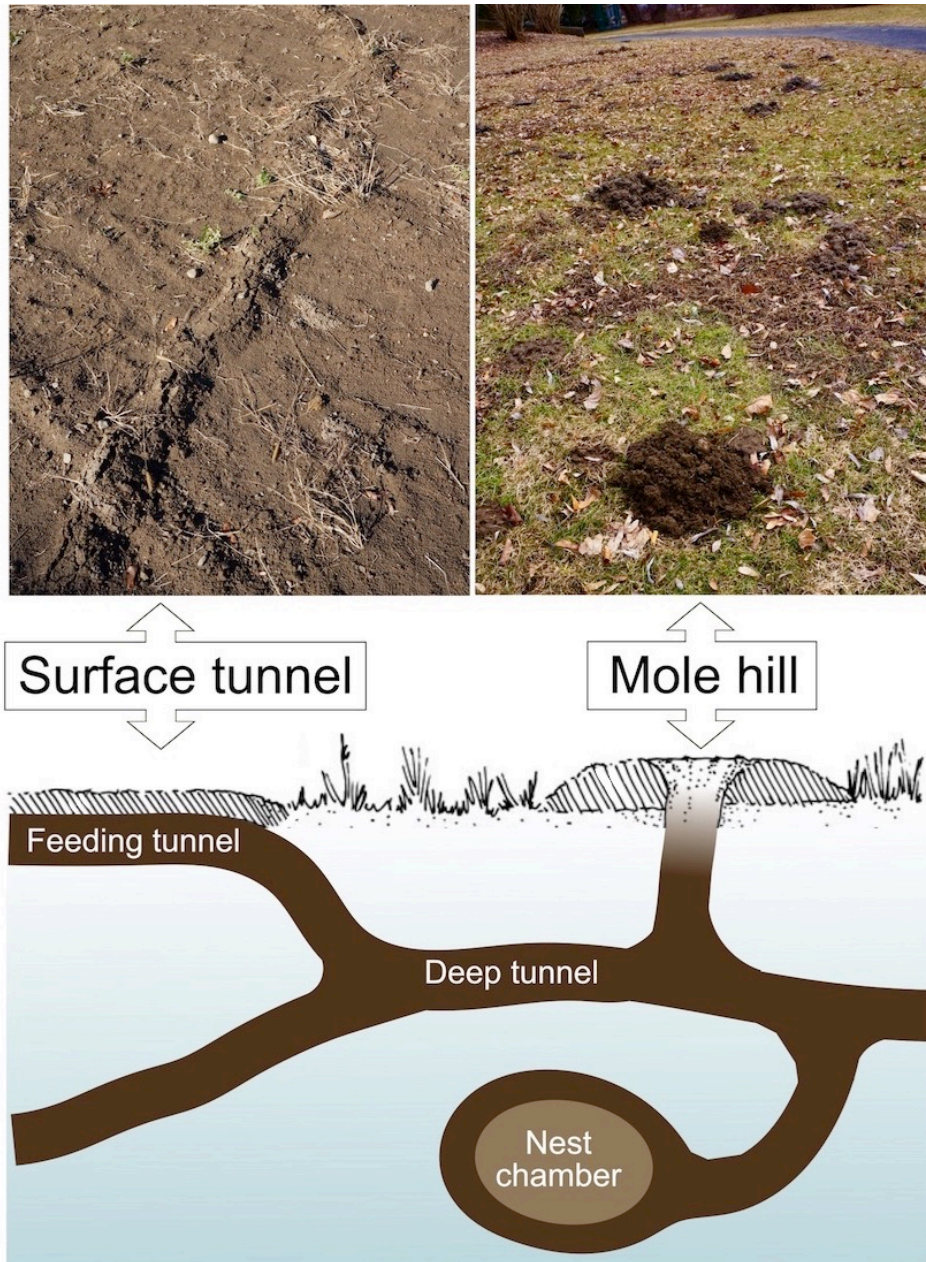 Surface tunnel
Mole hill
Feeding tunnel
Deep tunnel
Nest
chamber